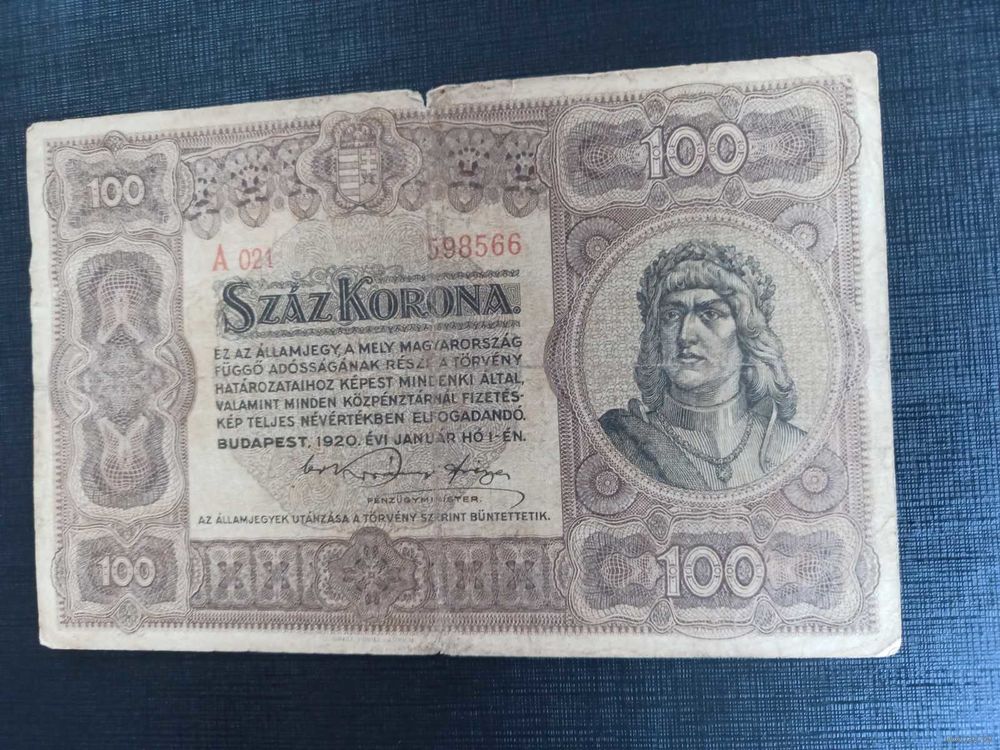 100
100
A 021
598566
SZÁZ KORONA.
EZ AZ ÁLLAMJEGY, A MELY MAGYARORSZÁG
FÜGGŐ ADÓSSÁGÁNAK RÉSZE, A TÖRVÉNY
HATÁROZATAIHOZ KÉPEST MINDENKI ÁLTAL,
VALAMINT MINDEN KÖZPÉNZTÁRNÁL FIZETÉS-
KÉP TELJES NÉVÉRTÉKBEN ELFOGADANDÓ.
BUDAPEST, 1920. ÉVI JANUÁR HÓ 1-ÉN.
PÉNZÜGYMINISTER.
AZ ÁLLAMJEGYEK UTÁNZÁSA A TÖRVÉNY SZERINT BÜNTETTETIK.
100
100